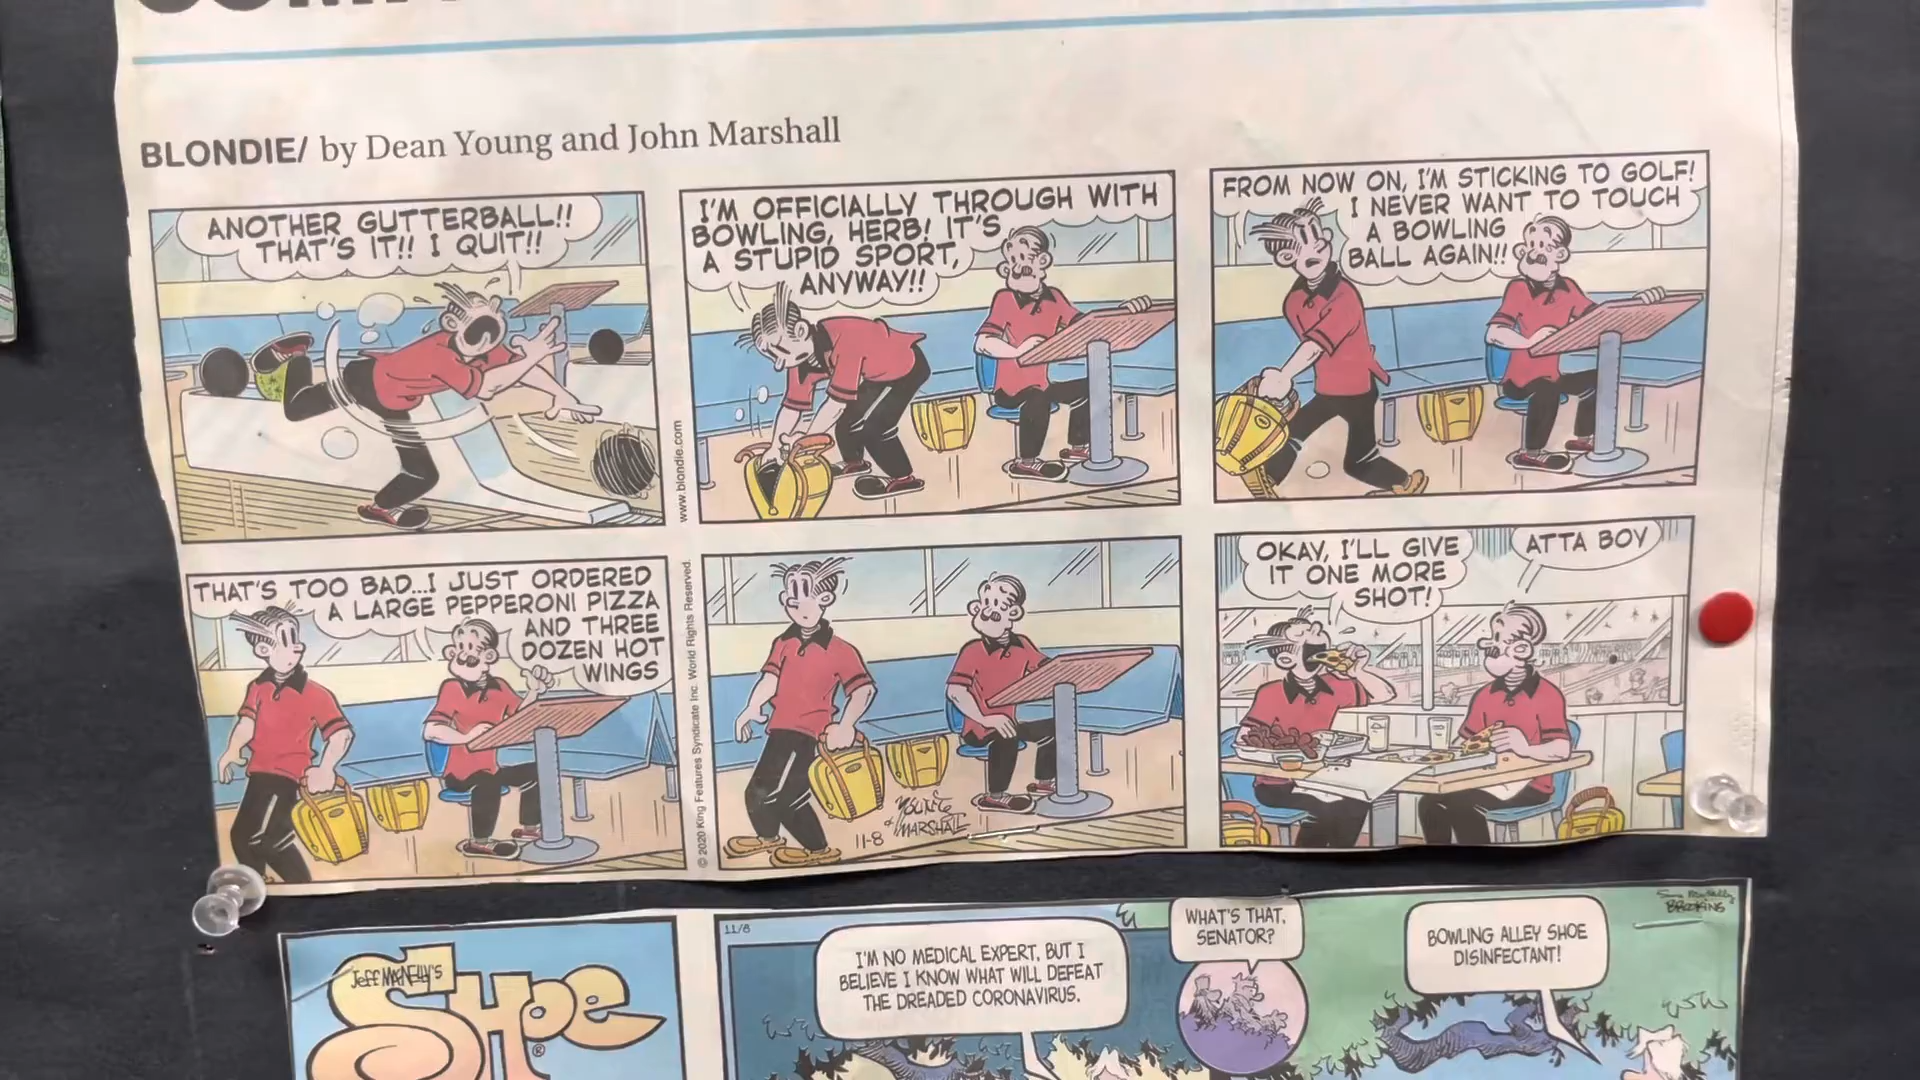 BLONDIE/ by Dean Young and John Marshall
ANOTHER GUTTERBALL!!
THAT'S IT!! I QUIT!!
I'M OFFICIALLY THROUGH WITH
BOWLING, HERB! IT'S
A STUPID SPORT,
ANYWAY!!
FROM NOW ON, I'M STICKING TO GOLF!
I NEVER WANT TO TOUCH
A BOWLING
BALL AGAIN!!
www.blondie.com
THAT'S TOO BAD...I JUST ORDERED
A LARGE PEPPERONI PIZZA
AND THREE
DOZEN HOT
WINGS
© 2020 King Features Syndicate Inc. World Rights Reserved.
YOUNG
& MARSHALL
11-8
OKAY, I'LL GIVE
IT ONE MORE
SHOT!
ATTA BOY
Jeff MacNelly's
SHOE
®
11/8
I'M NO MEDICAL EXPERT, BUT I
BELIEVE I KNOW WHAT WILL DEFEAT
THE DREADED CORONAVIRUS.
WHAT'S THAT,
SENATOR?
BOWLING ALLEY SHOE
DISINFECTANT!
BROOKINS